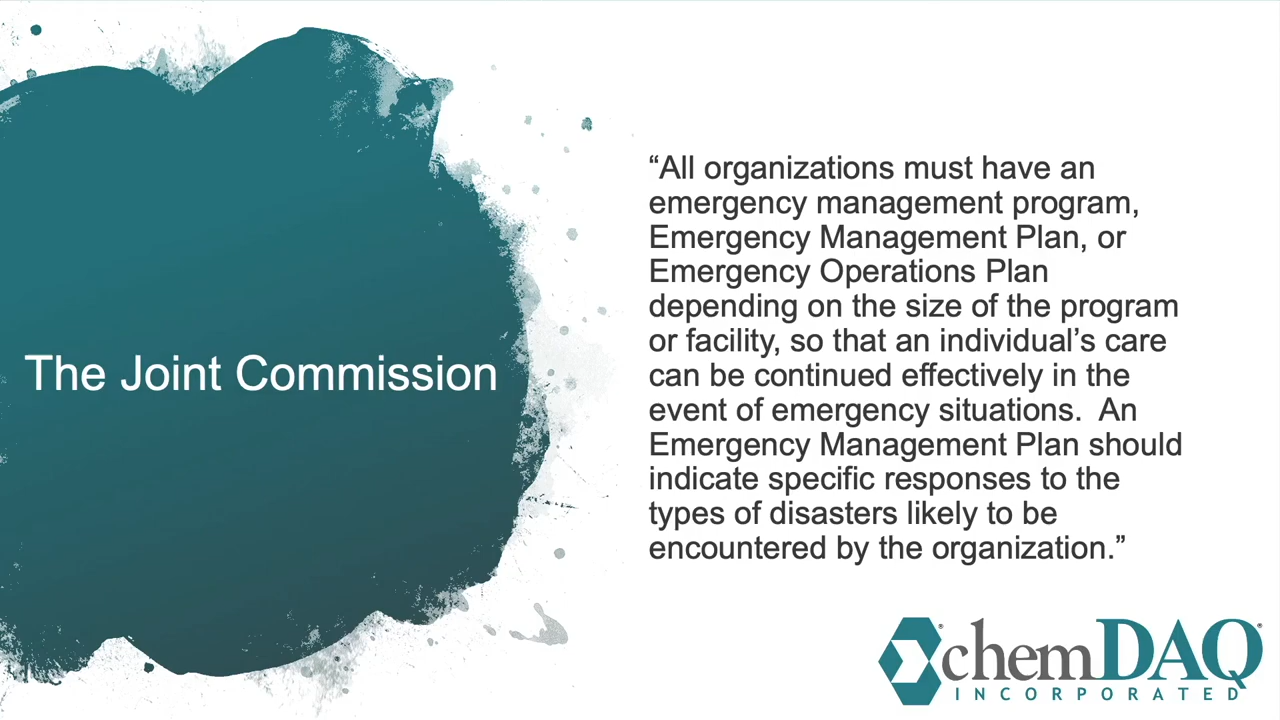 The Joint Commission
“All organizations must have an
emergency management program,
Emergency Management Plan, or
Emergency Operations Plan
depending on the size of the program
or facility, so that an individual’s care
can be continued effectively in the
event of emergency situations.  An
Emergency Management Plan should
indicate specific responses to the
types of disasters likely to be
encountered by the organization.”
®chemDAQ®
INCORPORATED